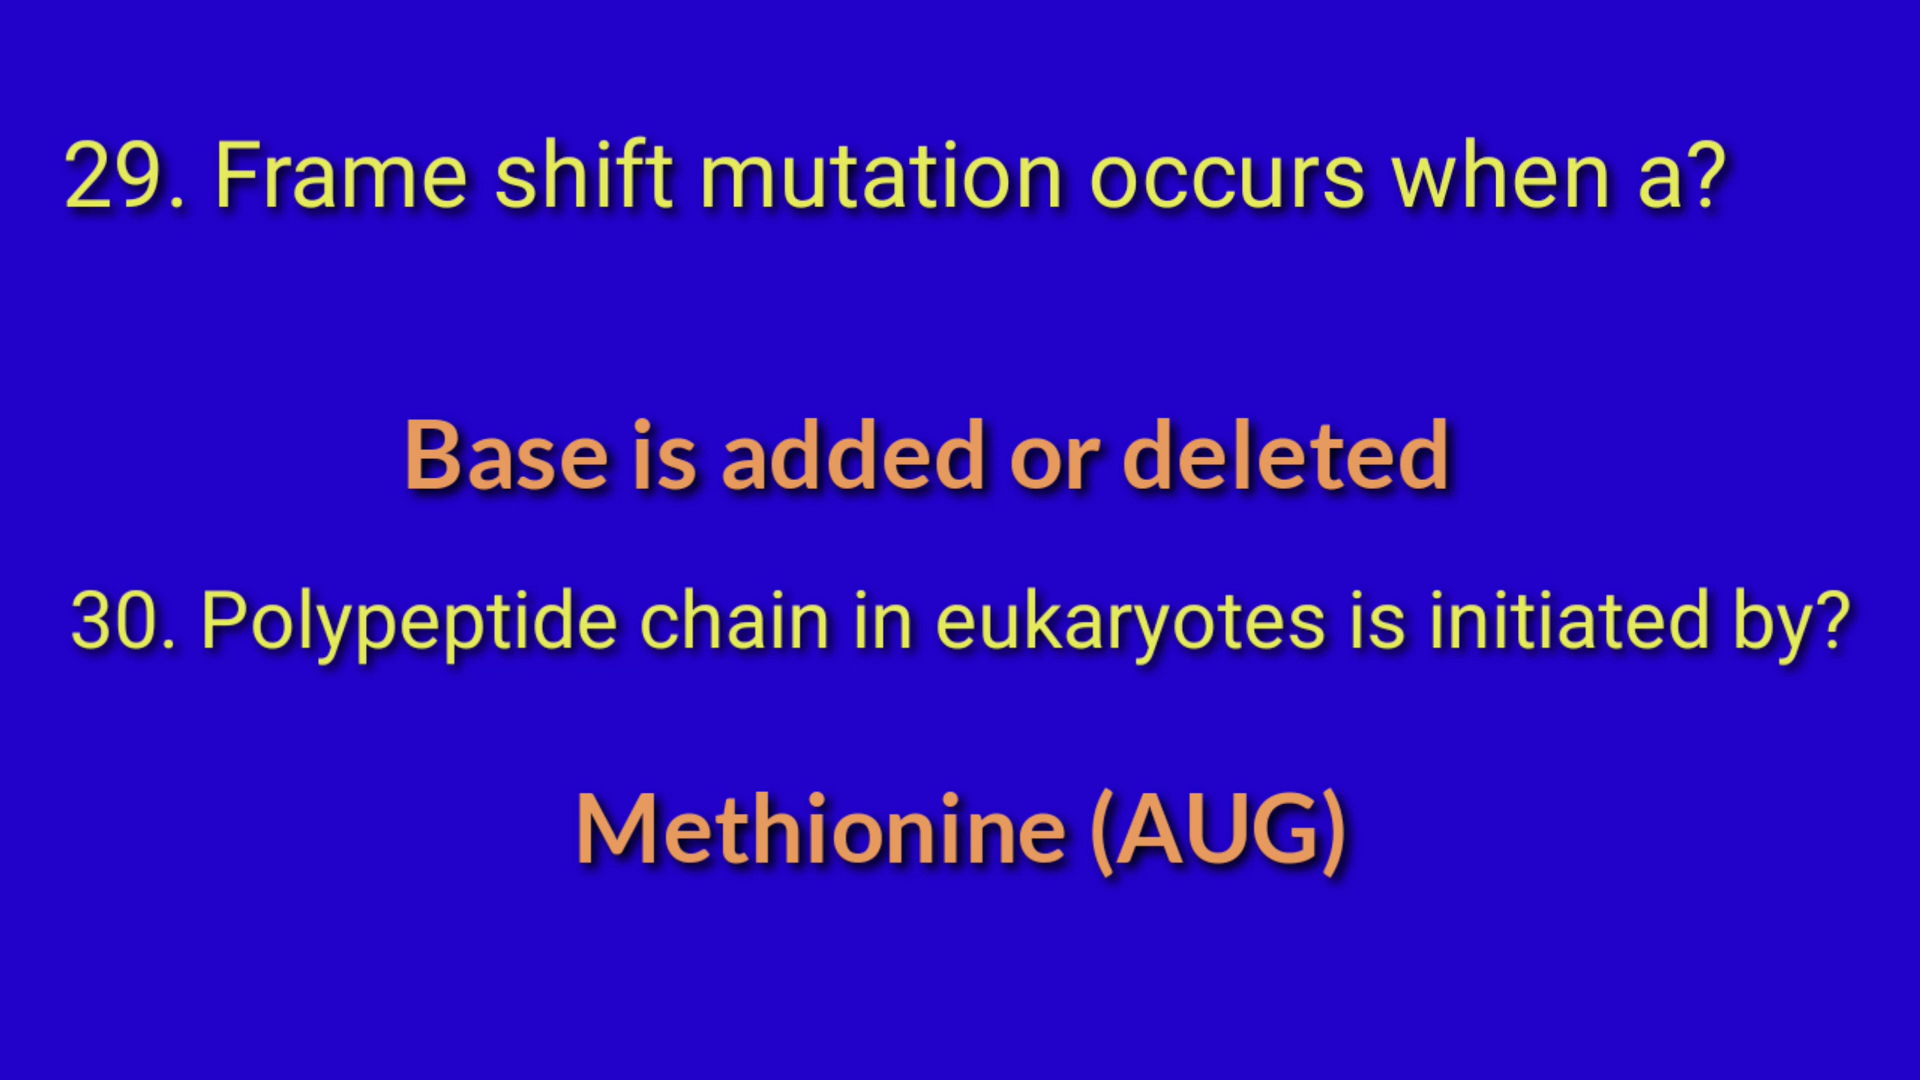 29. Frame shift mutation occurs when a?
Base is added or deleted
30. Polypeptide chain in eukaryotes is initiated by?
Methionine (AUG)